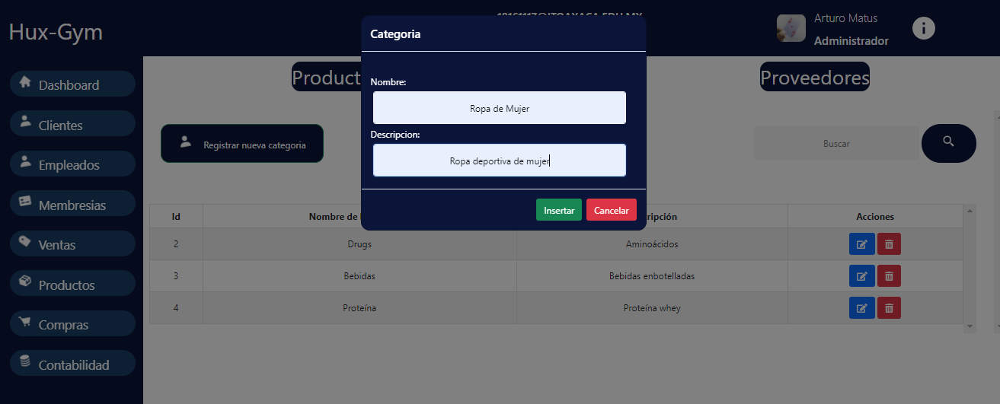 Hux-Gym
Arturo Matus
Administrador
Dashboard
Clientes
Empleados
Membresias
Ventas
Productos
Compras
Contabilidad
Product
Proveedores
Registrar nueva categoria
Buscar
Categoria
Nombre:
Ropa de Mujer
Descripcion:
Ropa deportiva de mujer
Insertar Cancelar
Id Nombre de ripción Acciones
2 Drugs Aminoácidos
3 Bebidas Bebidas enbotelladas
4 Proteína Proteína whey